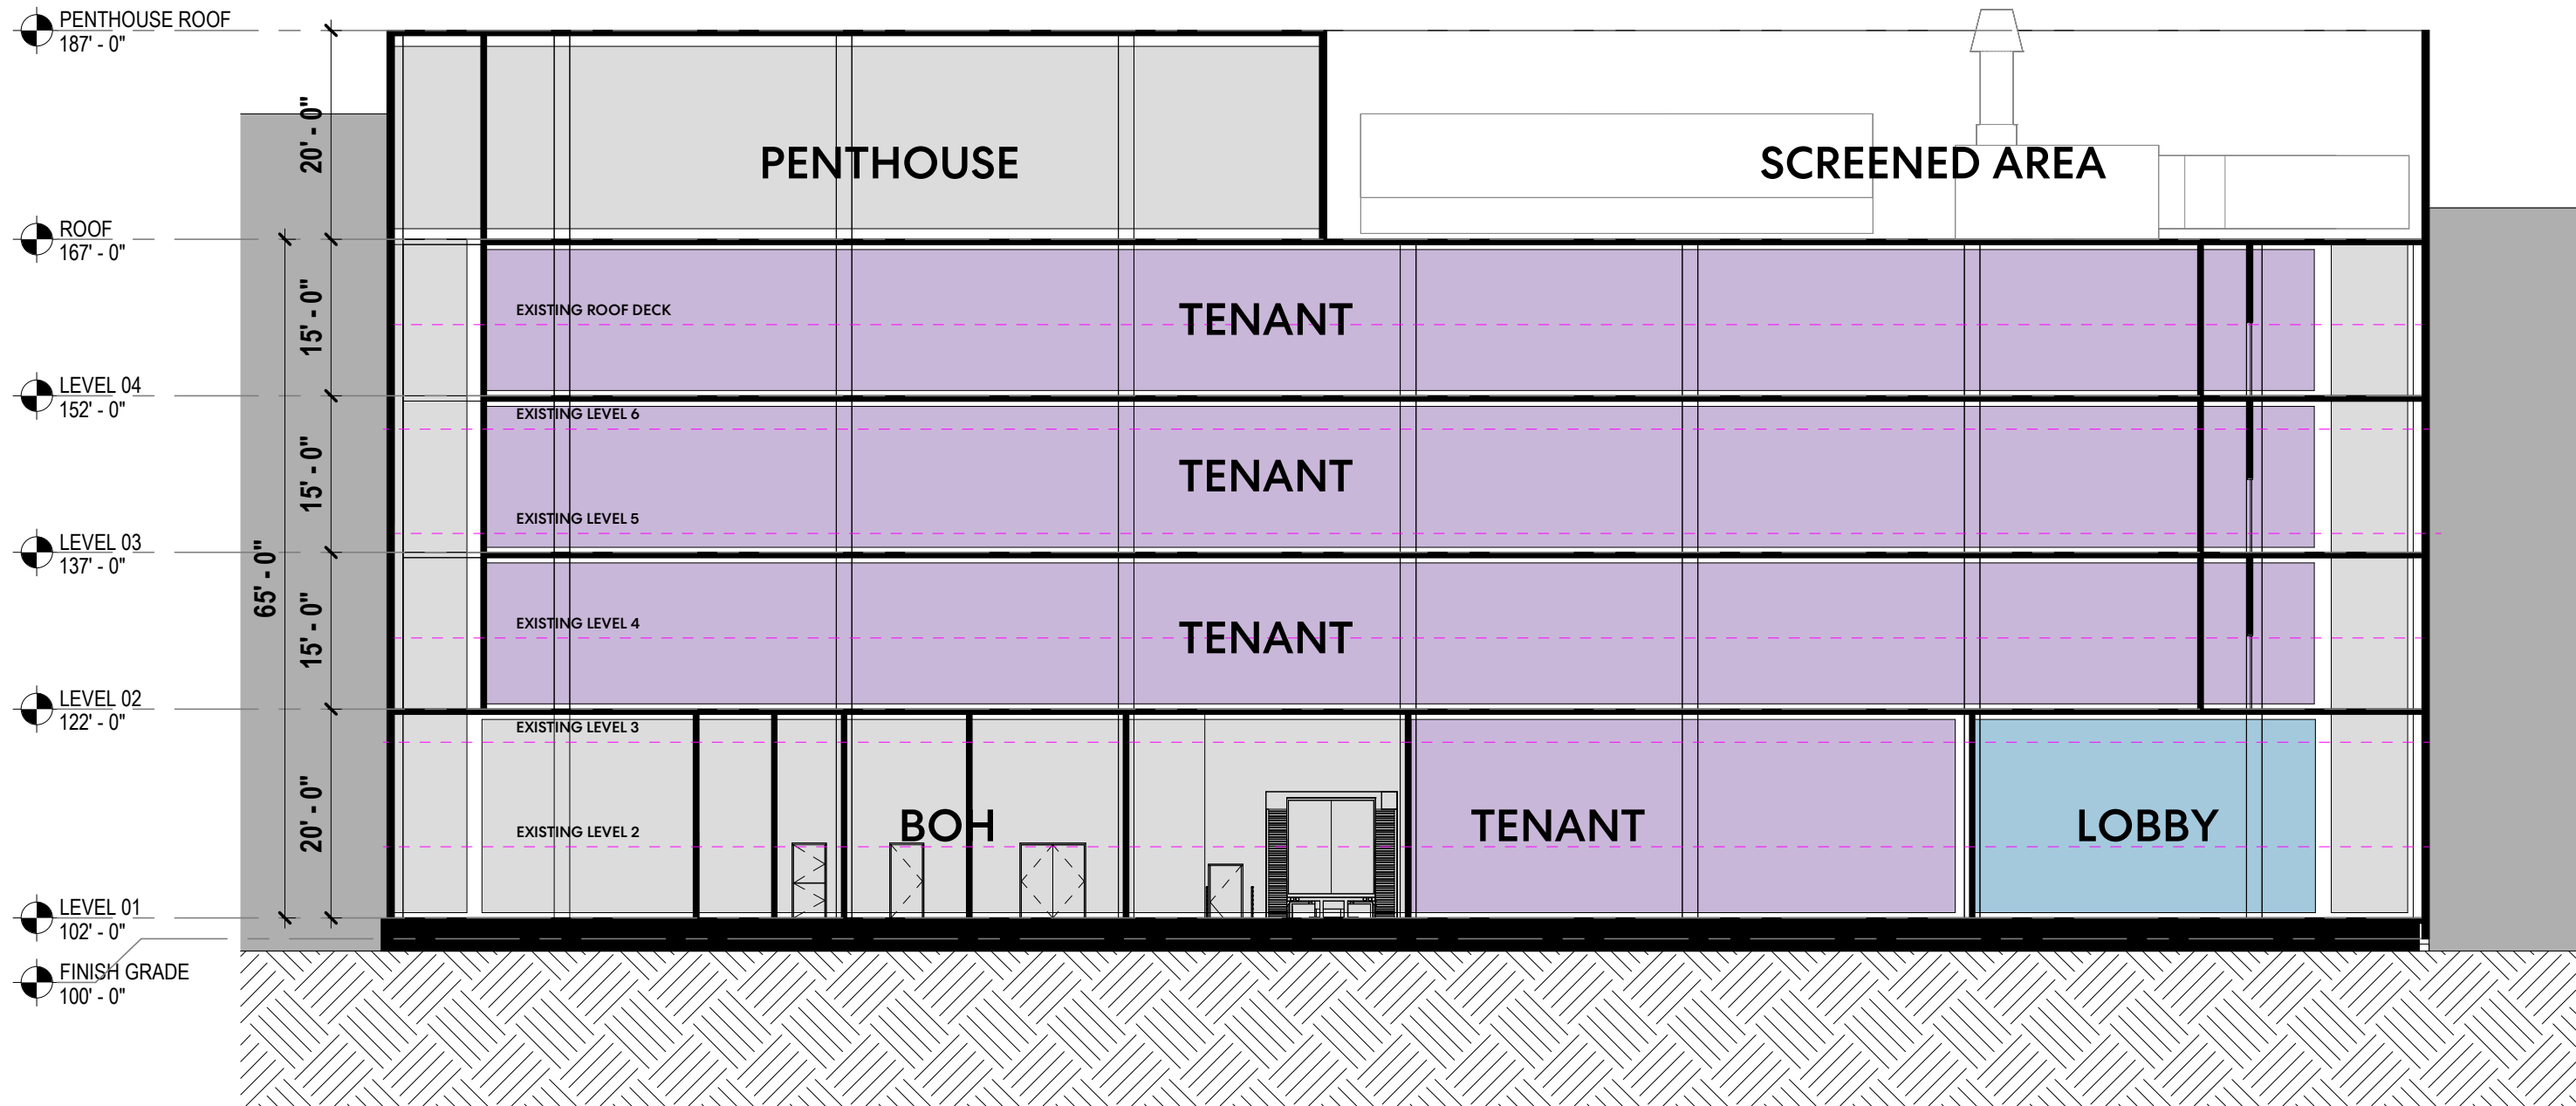 PENTHOUSE ROOF
187' - 0"
20' - 0"
PENTHOUSE
SCREENED AREA
ROOF
167' - 0"
15' - 0"
EXISTING ROOF DECK
TENANT
LEVEL 04
152' - 0"
EXISTING LEVEL 6
15' - 0"
TENANT
EXISTING LEVEL 5
LEVEL 03
137' - 0"
65' - 0"
15' - 0"
EXISTING LEVEL 4
TENANT
LEVEL 02
122' - 0"
EXISTING LEVEL 3
20' - 0"
BOH
TENANT
LOBBY
EXISTING LEVEL 2
LEVEL 01
102' - 0"
FINISH GRADE
100' - 0"